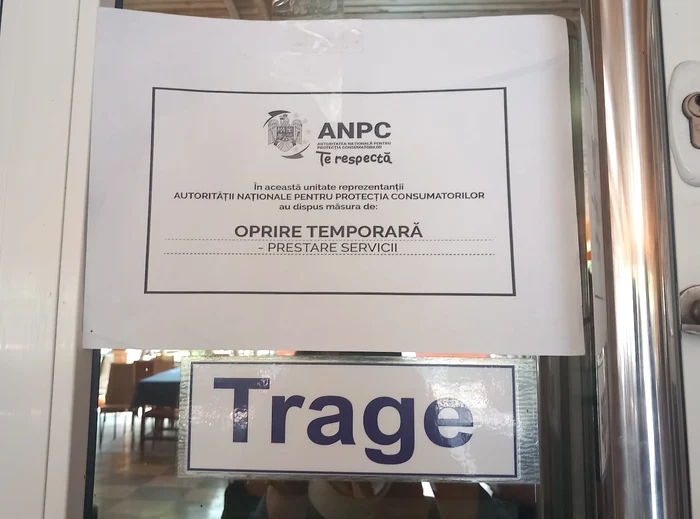 ANPC
AUTORITATEA NAȚIONALĂ PENTRU
PROTECȚIA CONSUMATORILOR
Te respectă
În această unitate reprezentanții
AUTORITĂȚII NAȚIONALE PENTRU PROTECȚIA CONSUMATORILOR
au dispus măsura de:
OPRIRE TEMPORARĂ
- PRESTARE SERVICII
Trage